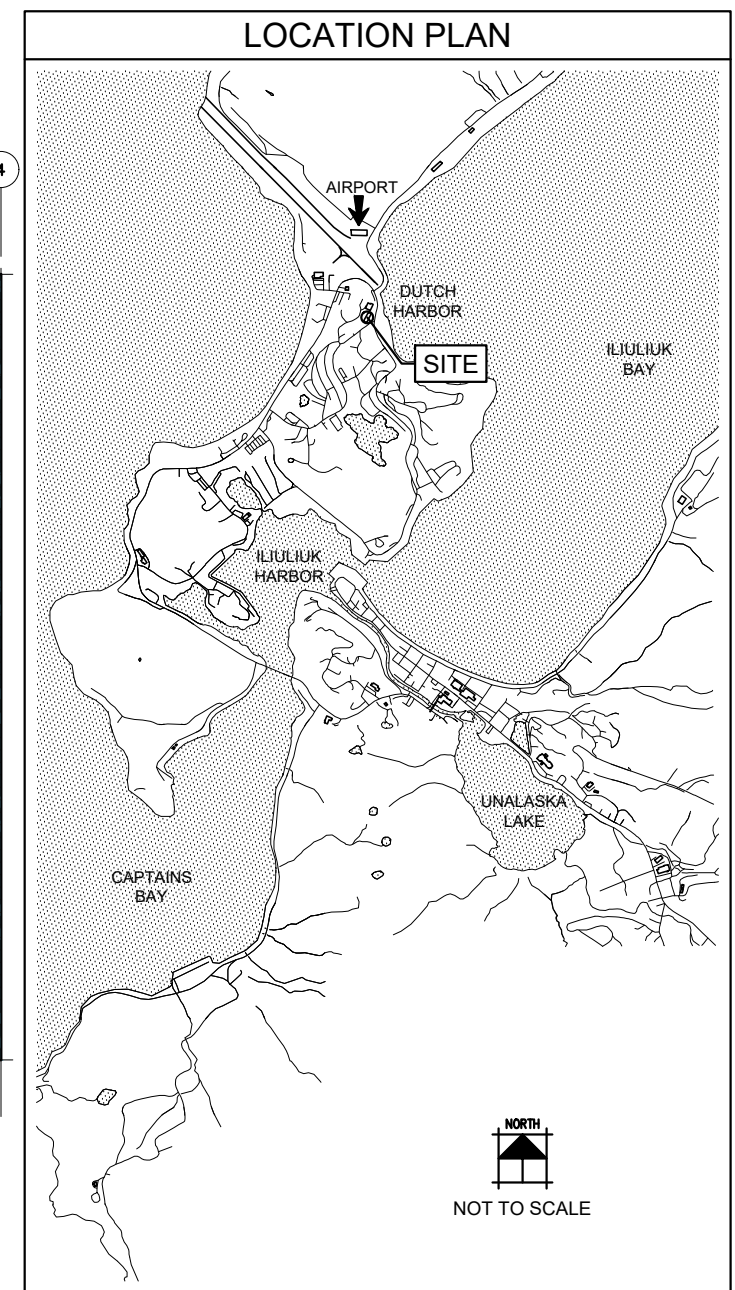 LOCATION PLAN
4
AIRPORT
DUTCH
HARBOR
SITE
ILIULIUK
BAY
ILIULIUK
HARBOR
UNALASKA
LAKE
CAPTAINS
BAY
NORTH
NOT TO SCALE